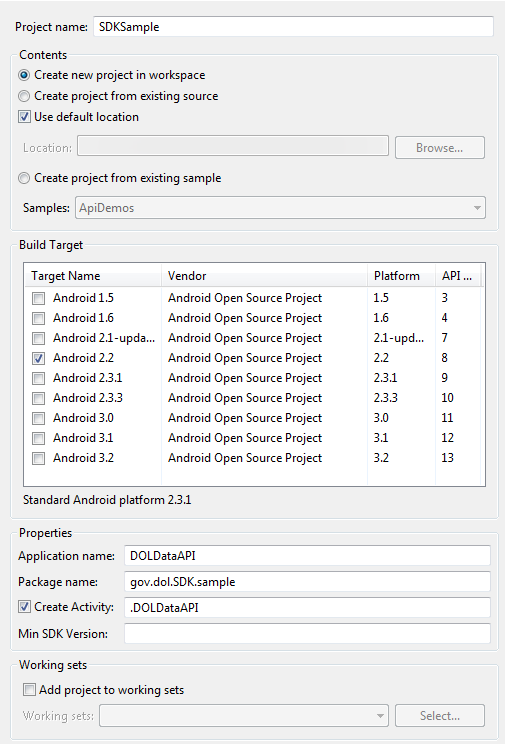 Project name: SDKSample
Contents
Create new project in workspace
Create project from existing source
Use default location
Location: Browse...
Create project from existing sample
Samples: ApiDemos
Build Target
Target Name Vendor Platform API ...
Android 1.5 Android Open Source Project 1.5 3
Android 1.6 Android Open Source Project 1.6 4
Android 2.1-upda... Android Open Source Project 2.1-upd... 7
Android 2.2 Android Open Source Project 2.2 8
Android 2.3.1 Android Open Source Project 2.3.1 9
Android 2.3.3 Android Open Source Project 2.3.3 10
Android 3.0 Android Open Source Project 3.0 11
Android 3.1 Android Open Source Project 3.1 12
Android 3.2 Android Open Source Project 3.2 13
Standard Android platform 2.3.1
Properties
Application name: DOLDataAPI
Package name: gov.dol.SDK.sample
Create Activity: .DOLDataAPI
Min SDK Version:
Working sets
Add project to working sets
Working sets: Select...